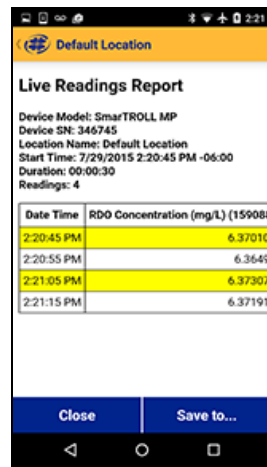 2:21
Default Location
Live Readings Report
Device Model: SmarTROLL MP
Device SN: 346745
Location Name: Default Location
Start Time: 7/29/2015 2:20:45 PM -06:00
Duration: 00:00:30
Readings: 4
Date Time RDO Concentration (mg/L) (159088
2:20:45 PM 6.37010
2:20:55 PM 6.3649
2:21:05 PM 6.37307
2:21:15 PM 6.37191
Close Save to...